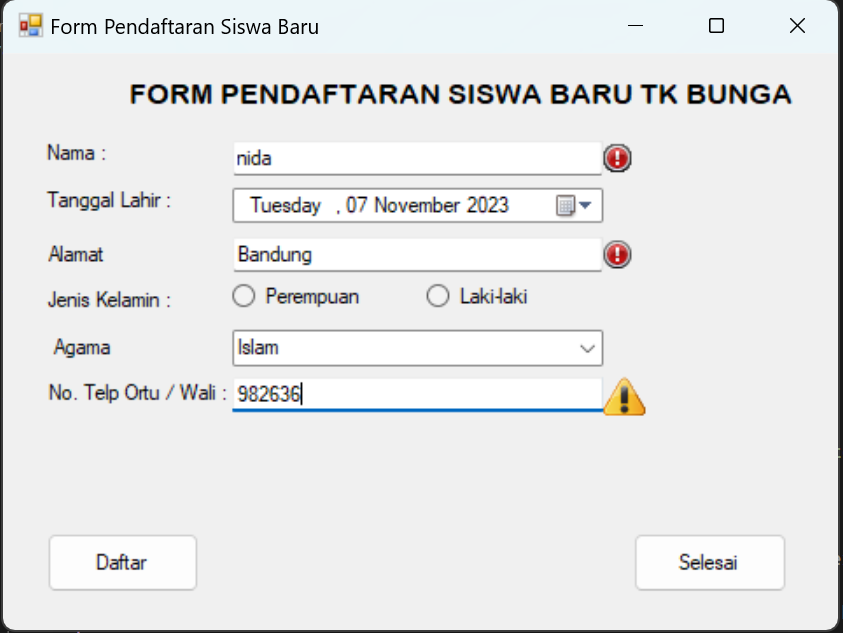 Form Pendaftaran Siswa Baru
FORM PENDAFTARAN SISWA BARU TK BUNGA
Nama : nida
Tanggal Lahir : Tuesday , 07 November 2023
Alamat Bandung
Jenis Kelamin : Perempuan Laki-laki
Agama Islam
No. Telp Ortu / Wali : 982636
Daftar Selesai